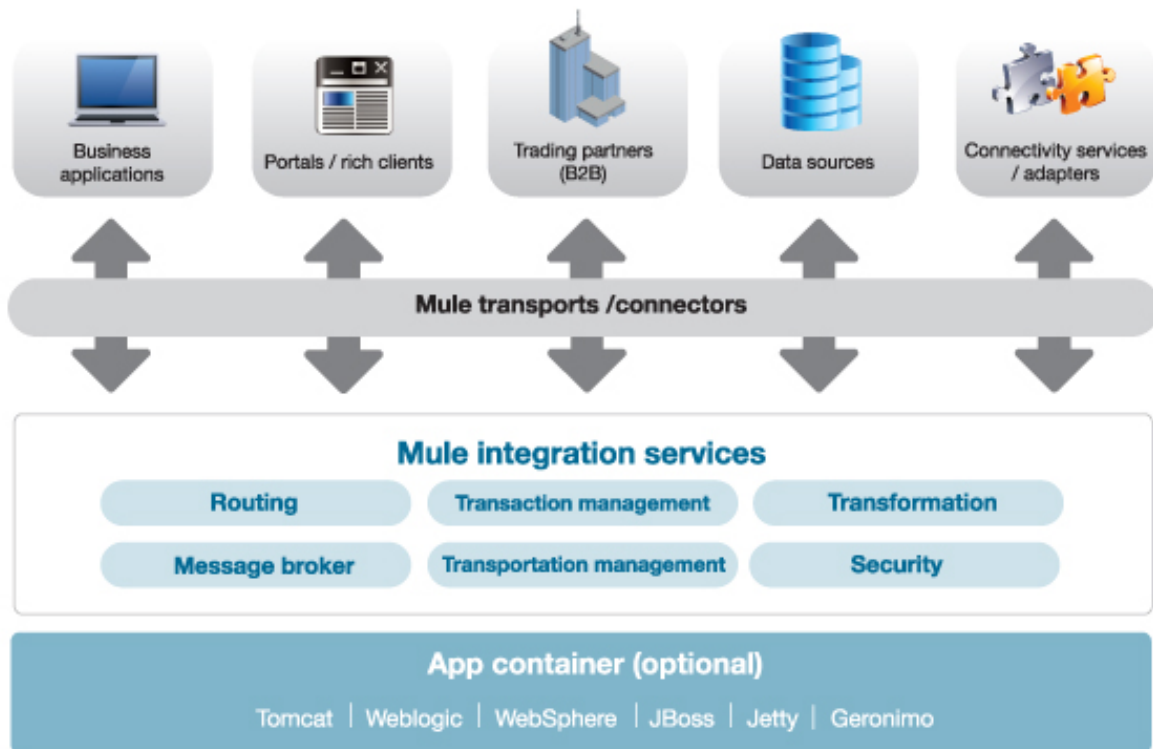 Business
applications
Portals / rich clients
Trading partners
(B2B)
Data sources
Connectivity services
/ adapters
Mule transports /connectors
Mule integration services
Routing
Transaction management
Transformation
Message broker
Transportation management
Security
App container (optional)
Tomcat | Weblogic | WebSphere | JBoss | Jetty | Geronimo